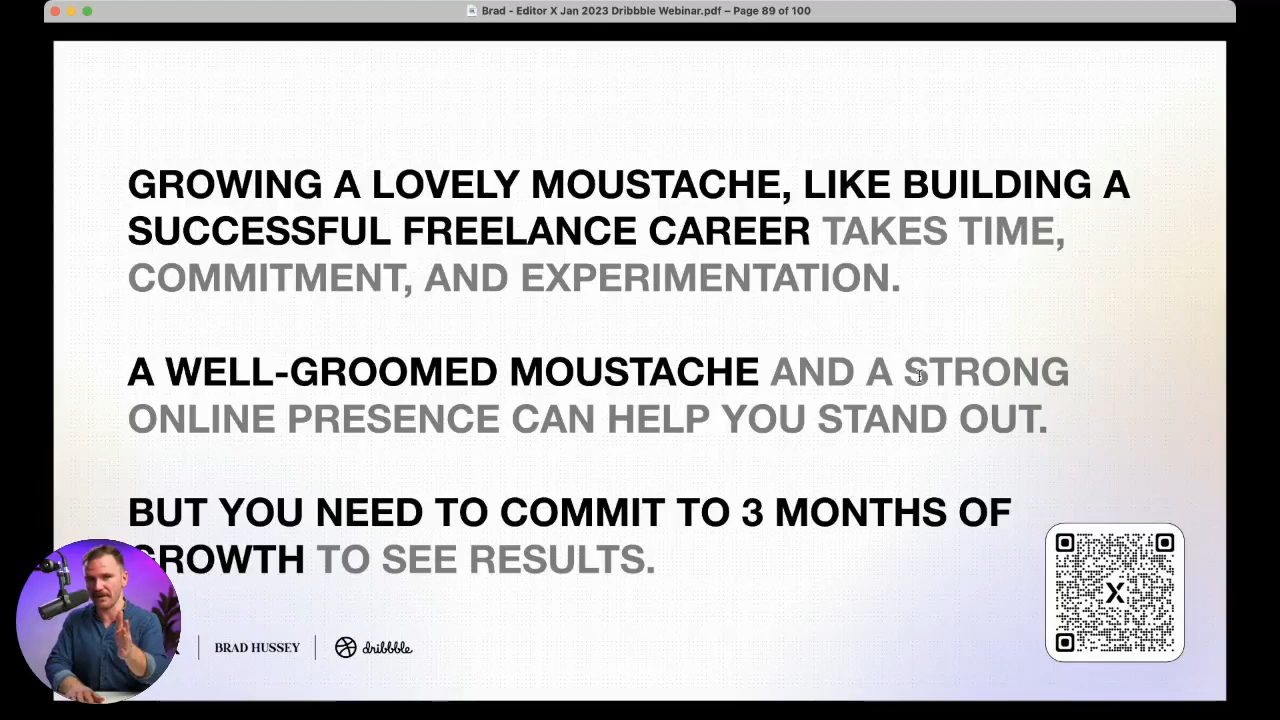 Brad - Editor X Jan 2023 Dribbble Webinar.pdf – Page 89 of 100
GROWING A LOVELY MOUSTACHE, LIKE BUILDING A
SUCCESSFUL FREELANCE CAREER TAKES TIME,
COMMITMENT, AND EXPERIMENTATION.
A WELL-GROOMED MOUSTACHE AND A STRONG
ONLINE PRESENCE CAN HELP YOU STAND OUT.
BUT YOU NEED TO COMMIT TO 3 MONTHS OF
GROWTH TO SEE RESULTS.
X
BRAD HUSSEY
dribbble